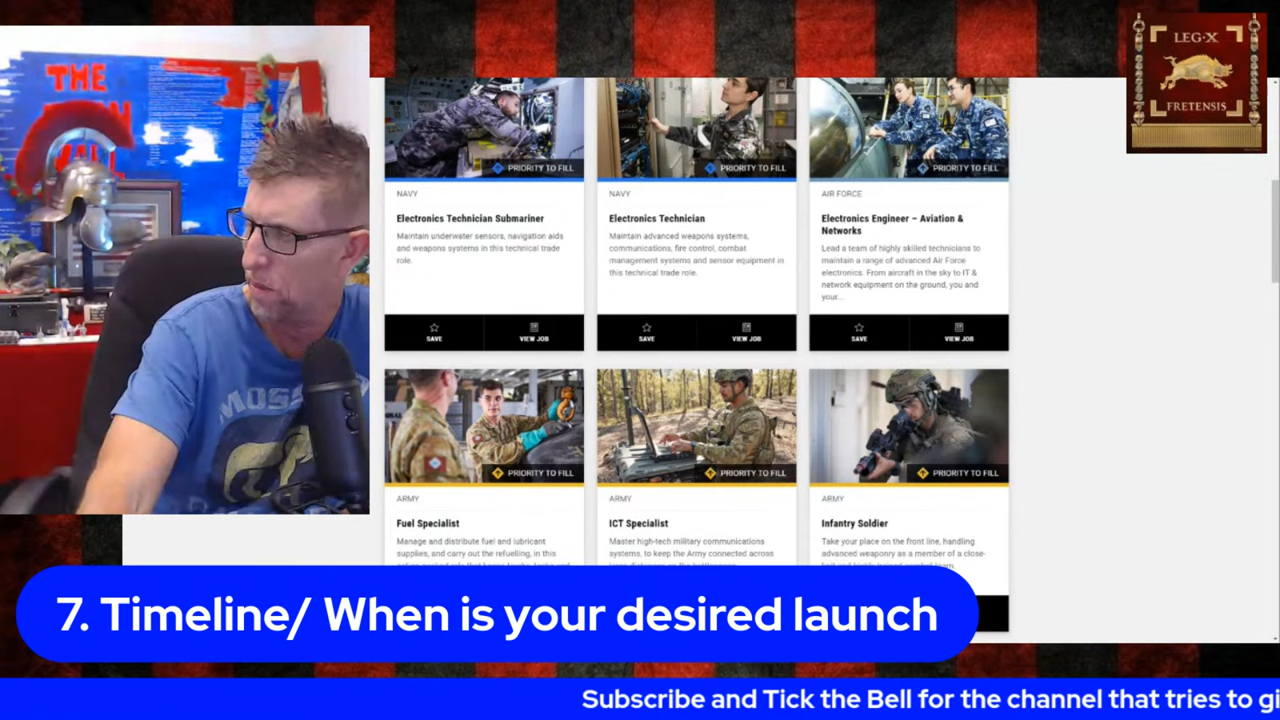 LEG·X
FRETENSIS
THE
PRIORITY TO FILL
PRIORITY TO FILL
PRIORITY TO FILL
NAVY
Electronics Technician Submariner
Maintain underwater sensors, navigation aids
and weapons systems in this technical trade
role.
NAVY
Electronics Technician
Maintain advanced weapons systems,
communications, fire control, combat
management systems and sensor equipment in
this technical trade role.
AIR FORCE
Electronics Engineer – Aviation &
Networks
Lead a team of highly skilled technicians to
maintain a range of advanced Air Force
electronics. From aircraft in the sky to IT &
network equipment on the ground, you and
your...
SAVE
VIEW JOB
SAVE
VIEW JOB
SAVE
VIEW JOB
MOSS
PRIORITY TO FILL
PRIORITY TO FILL
PRIORITY TO FILL
ARMY
Fuel Specialist
Manage and distribute fuel and lubricant
supplies, and carry out the refuelling, in this
ARMY
ICT Specialist
Master high-tech military communications
systems, to keep the Army connected across
ARMY
Infantry Soldier
Take your place on the front line, handling
advanced weaponry as a member of a close-
7. Timeline/ When is your desired launch
Subscribe and Tick the Bell for the channel that tries to gi